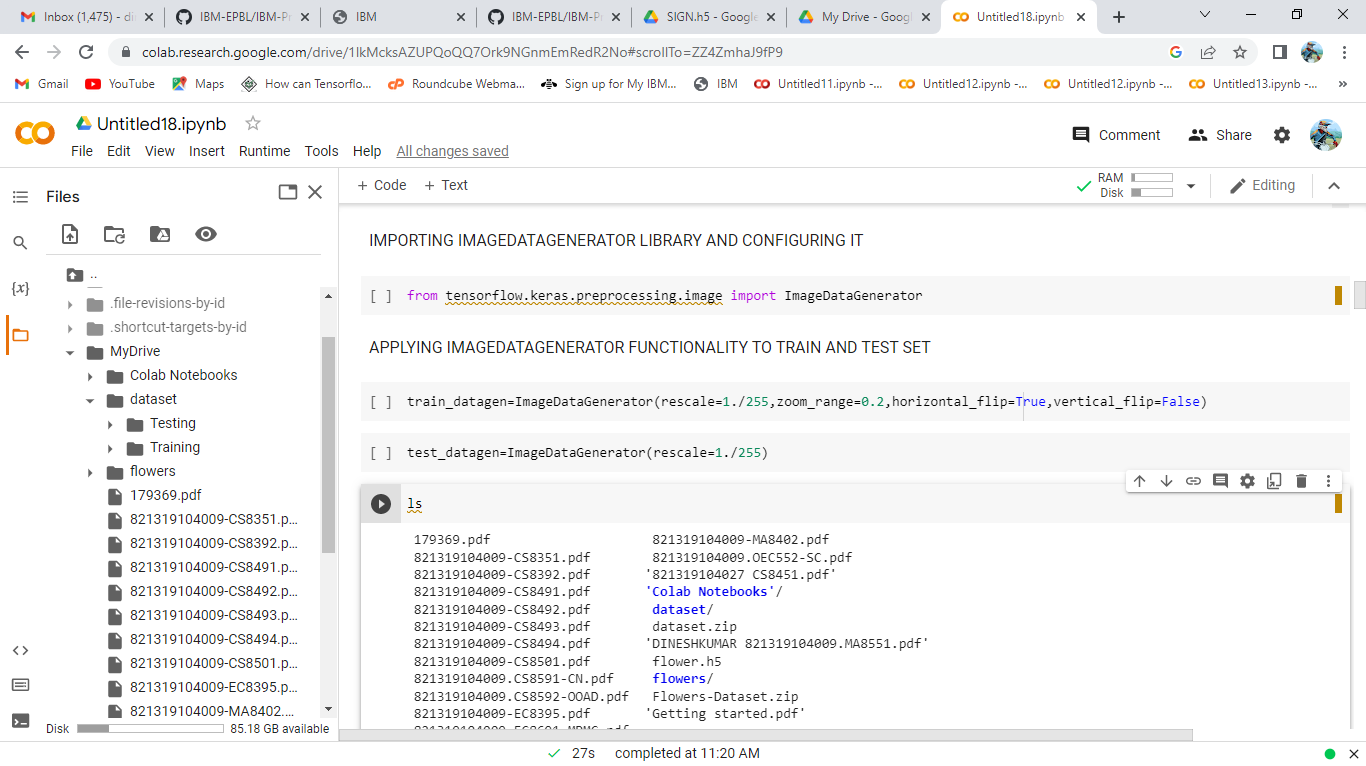 Inbox (1,475) - di
IBM-EPBL/IBM-Pr
IBM
IBM-EPBL/IBM-Pr
SIGN.h5 - Google
My Drive - Google
Untitled18.ipynb
colab.research.google.com/drive/1IkMcksAZUPQoQQ7Ork9NGnmEmRedR2No#scrollTo=ZZ4ZmhaJ9fP9
Gmail
YouTube
Maps
How can Tensorflo...
Roundcube Webma...
Sign up for My IBM...
IBM
Untitled11.ipynb -...
Untitled12.ipynb -...
Untitled12.ipynb -...
Untitled13.ipynb -...
Untitled18.ipynb
Comment
Share
File Edit View Insert Runtime Tools Help All changes saved
Files
+ Code + Text
RAM
Disk
Editing
..
.file-revisions-by-id
.shortcut-targets-by-id
MyDrive
Colab Notebooks
dataset
Testing
Training
flowers
179369.pdf
821319104009-CS8351.p...
821319104009-CS8392.p...
821319104009-CS8491.p...
821319104009-CS8492.p...
821319104009-CS8493.p...
821319104009-CS8494.p...
821319104009-CS8501.p...
821319104009-EC8395.p...
821319104009-MA8402....
Disk 85.18 GB available
IMPORTING IMAGEDATAGENERATOR LIBRARY AND CONFIGURING IT
[ ] from tensorflow.keras.preprocessing.image import ImageDataGenerator
APPLYING IMAGEDATAGENERATOR FUNCTIONALITY TO TRAIN AND TEST SET
[ ] train_datagen=ImageDataGenerator(rescale=1./255,zoom_range=0.2,horizontal_flip=True,vertical_flip=False)
[ ] test_datagen=ImageDataGenerator(rescale=1./255)
ls
179369.pdf 821319104009-MA8402.pdf
821319104009-CS8351.pdf 821319104009.OEC552-SC.pdf
821319104009-CS8392.pdf '821319104027 CS8451.pdf'
821319104009-CS8491.pdf 'Colab Notebooks'/
821319104009-CS8492.pdf dataset/
821319104009-CS8493.pdf dataset.zip
821319104009-CS8494.pdf 'DINESHKUMAR 821319104009.MA8551.pdf'
821319104009-CS8501.pdf flower.h5
821319104009.CS8591-CN.pdf flowers/
821319104009.CS8592-OOAD.pdf Flowers-Dataset.zip
821319104009-EC8395.pdf 'Getting started.pdf'
27s completed at 11:20 AM